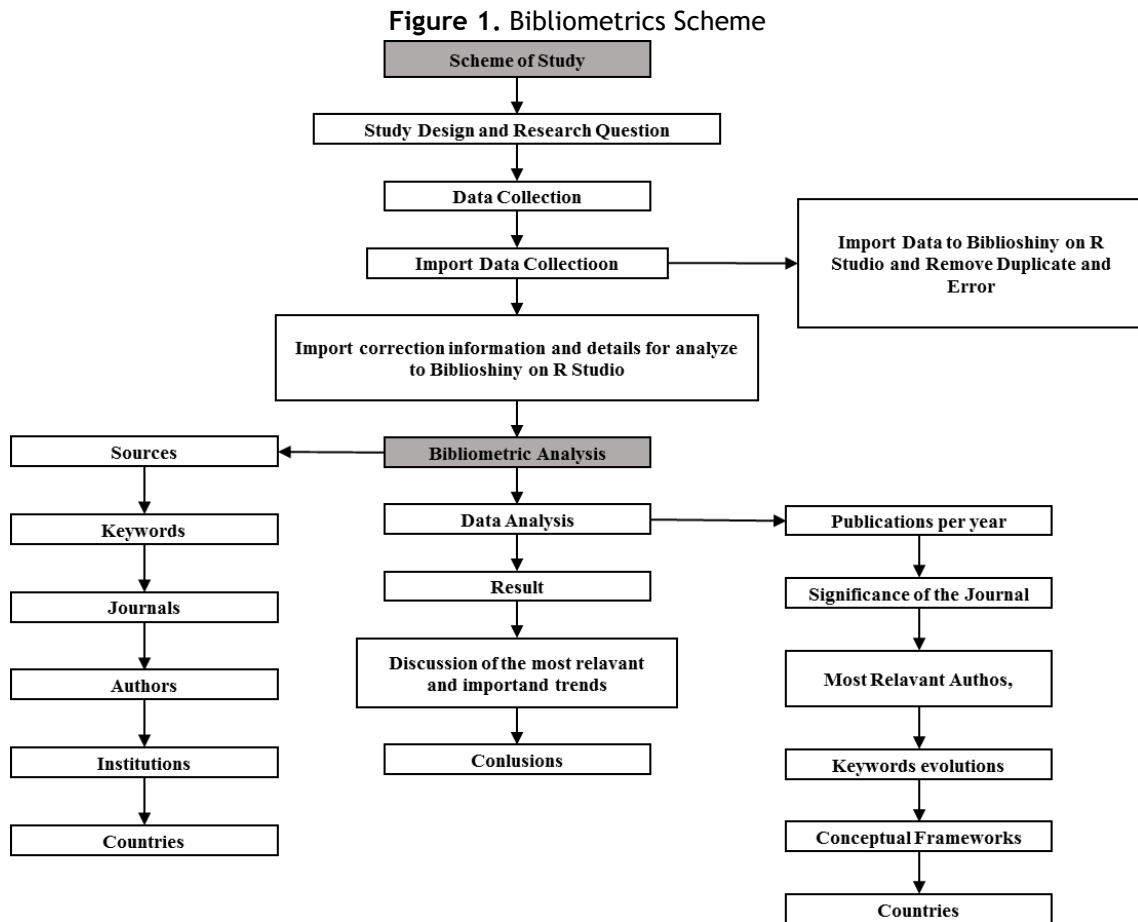 Figure 1. Bibliometrics Scheme
Scheme of Study
Study Design and Research Question
Data Collection
Import Data Collectioon
Import Data to Biblioshiny on R
Studio and Remove Duplicate and
Error
Import correction information and details for analyze
to Biblioshiny on R Studio
Bibliometric Analysis
Sources
Keywords
Journals
Authors
Institutions
Countries
Data Analysis
Result
Discussion of the most relavant
and importand trends
Conlusions
Publications per year
Significance of the Journal
Most Relavant Authos,
Keywords evolutions
Conceptual Frameworks
Countries